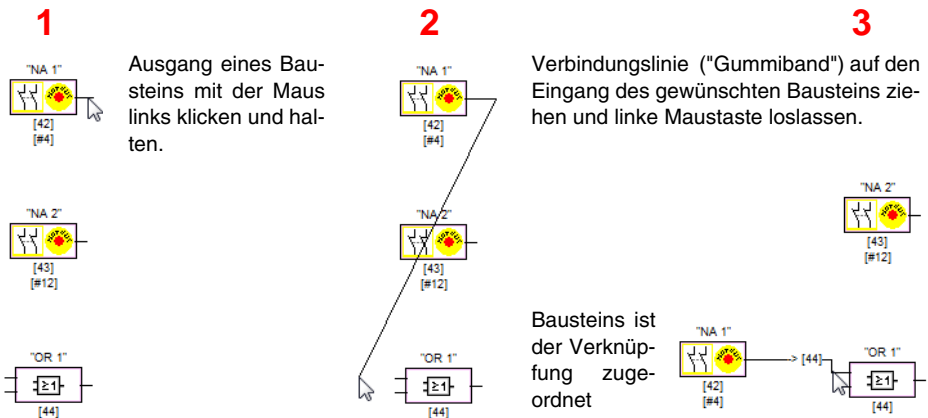 1
"NA 1"
[42]
[#4]
Ausgang eines Bau-
steins mit der Maus
links klicken und hal-
ten.
"NA 2"
[43]
[#12]
"OR 1"
≥1
[44]
2
"NA 1"
[42]
[#4]
"NA 2"
[43]
[#12]
"OR 1"
≥1
[44]
3
Verbindungslinie ("Gummiband") auf den
Eingang des gewünschten Bausteins zie-
hen und linke Maustaste loslassen.
"NA 2"
[43]
[#12]
Bausteins ist
der Verknüp-
fung zuge-
ordnet
"NA 1"
[42]
[#4]
> [44]
"OR 1"
≥1
[44]